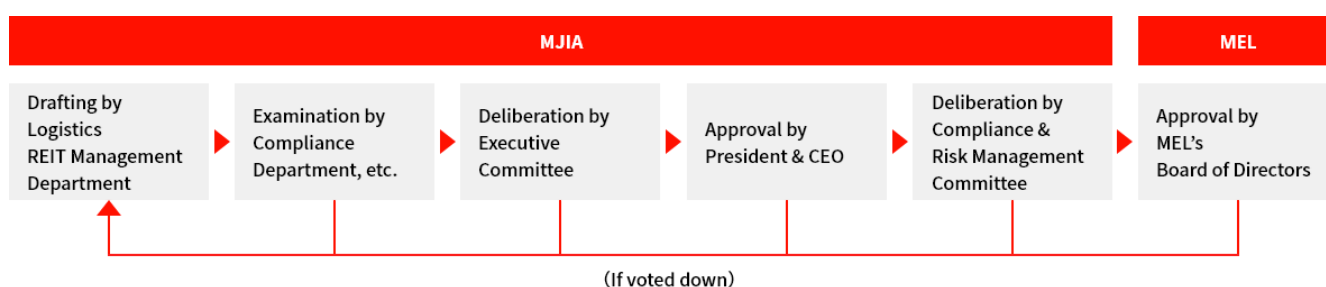 MJIA
MEL
Drafting by
Logistics
REIT Management
Department
Examination by
Compliance
Department, etc.
Deliberation by
Executive
Committee
Approval by
President & CEO
Deliberation by
Compliance &
Risk Management
Committee
Approval by
MEL’s
Board of Directors
（If voted down）